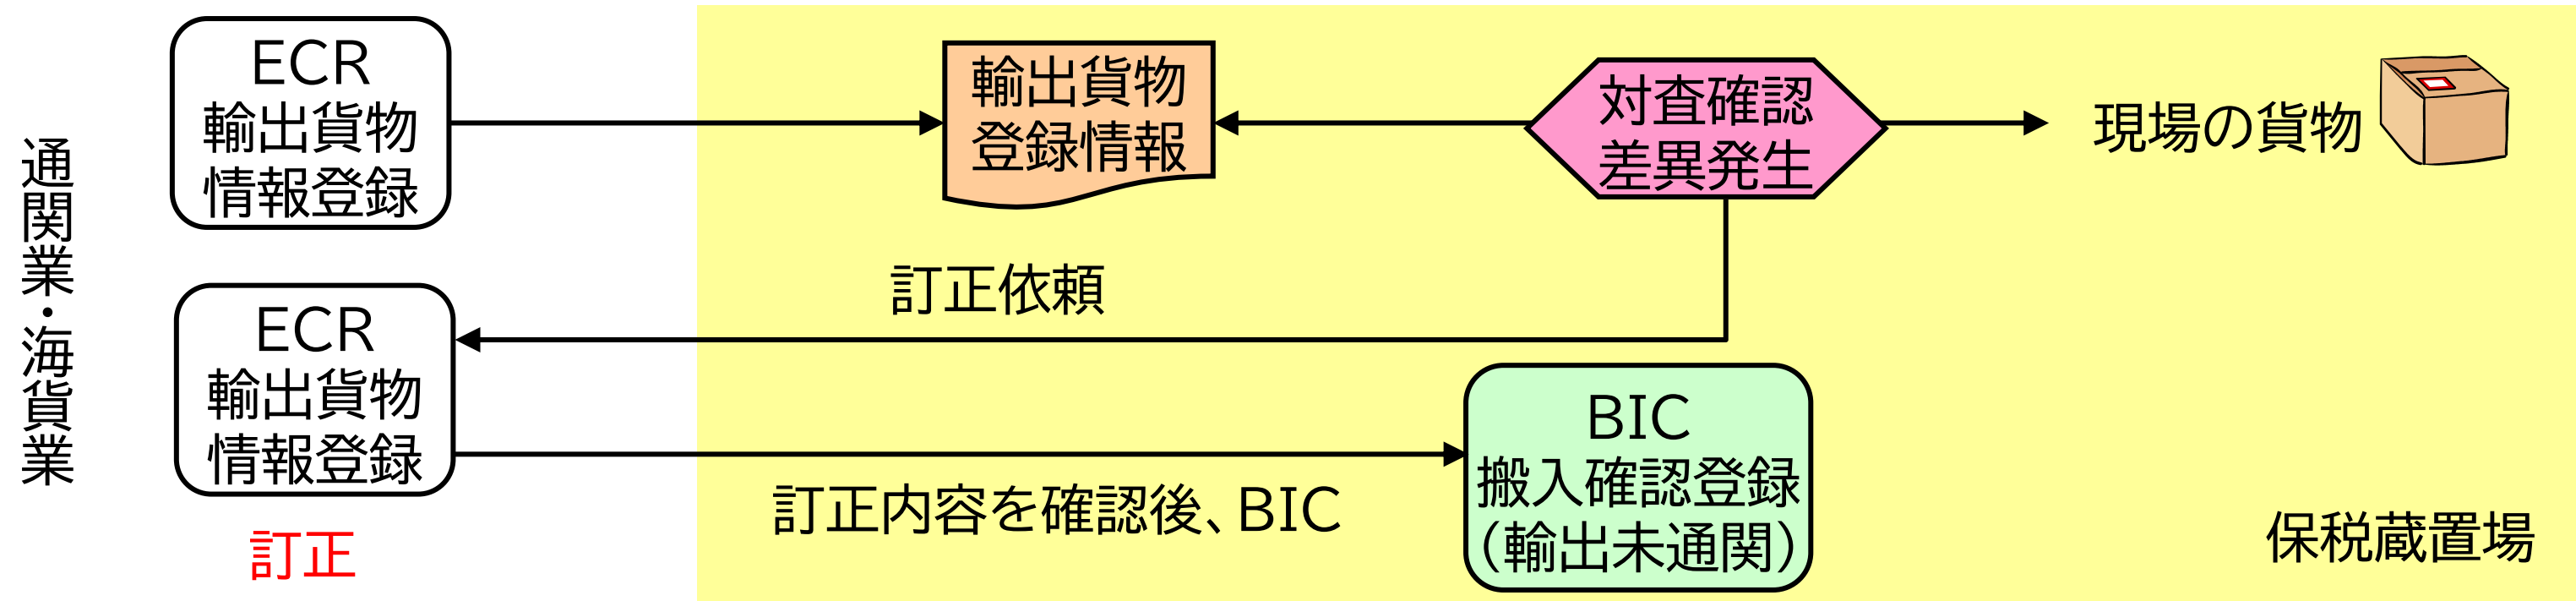 通関業・海貨業
ECR
輸出貨物
情報登録
輸出貨物
登録情報
対査確認
差異発生
現場の貨物
訂正依頼
ECR
輸出貨物
情報登録
訂正
訂正内容を確認後、BIC
BIC
搬入確認登録
（輸出未通関）
保税蔵置場